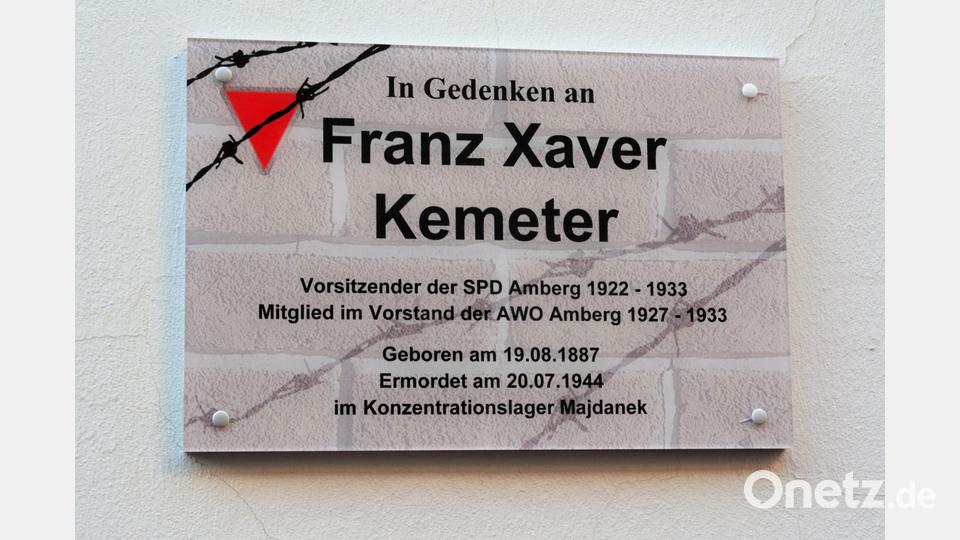 In Gedenken an
Franz Xaver
Kemeter
Vorsitzender der SPD Amberg 1922 - 1933
Mitglied im Vorstand der AWO Amberg 1927 - 1933
Geboren am 19.08.1887
Ermordet am 20.07.1944
im Konzentrationslager Majdanek
Onetz.de